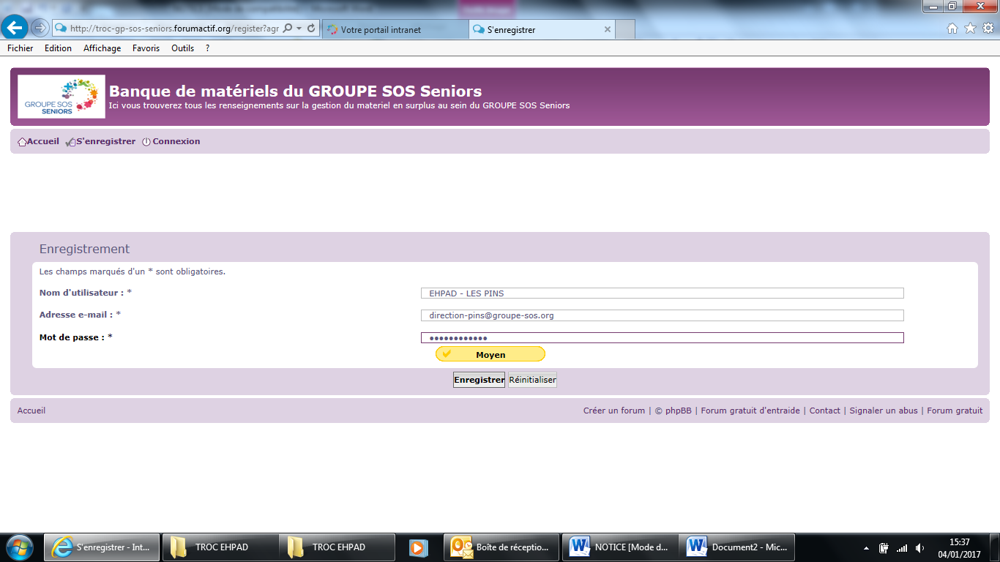 http://troc-gp-sos-seniors.forumactif.org/register?agr
Votre portail intranet
S'enregistrer
Fichier Edition Affichage Favoris Outils ?
GROUPE SOS
SENIORS
Banque de matériels du GROUPE SOS Seniors
Ici vous trouverez tous les renseignements sur la gestion du materiel en surplus au sein du GROUPE SOS Seniors
Accueil S'enregistrer Connexion
Enregistrement
Les champs marqués d'un * sont obligatoires.
Nom d'utilisateur : * EHPAD - LES PINS
Adresse e-mail : * direction-pins@groupe-sos.org
Mot de passe : * ••••••••••••
Moyen
Enregistrer Réinitialiser
Accueil Créer un forum | © phpBB | Forum gratuit d'entraide | Contact | Signaler un abus | Forum gratuit
S'enregistrer - Int... TROC EHPAD TROC EHPAD Boîte de réceptio... NOTICE [Mode d... Document2 - Mic... 15:37
04/01/2017